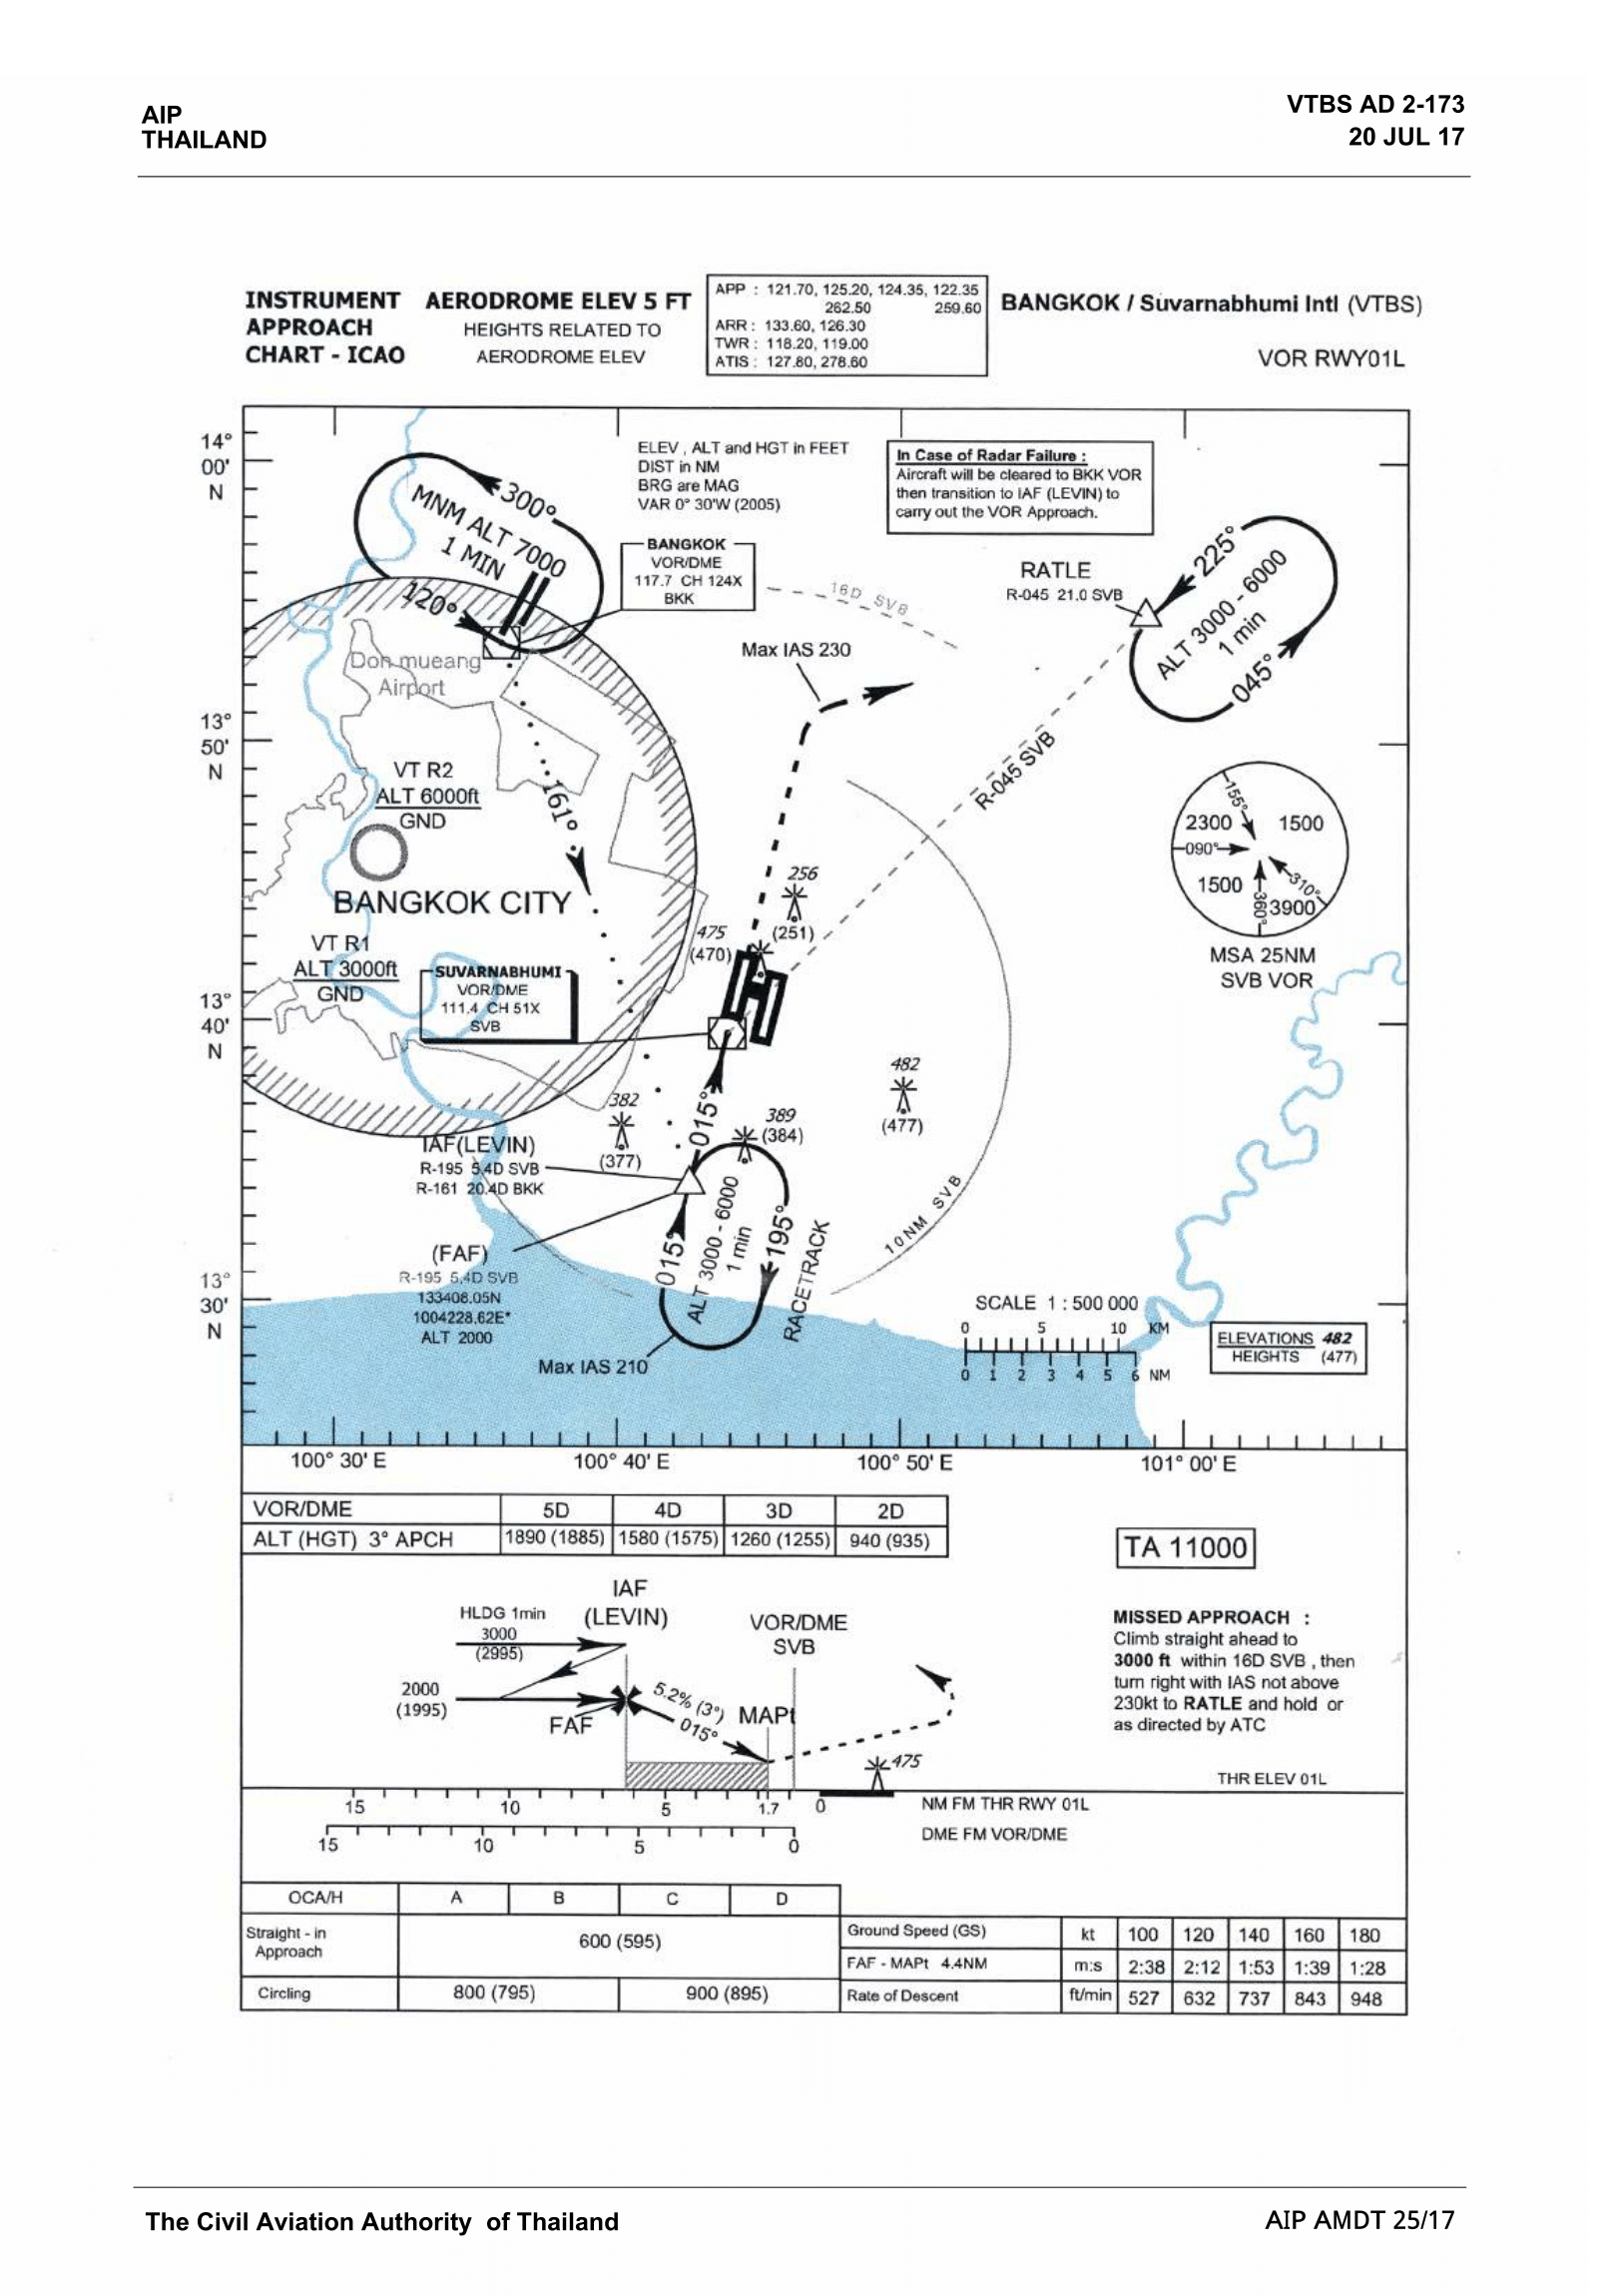 AIP
THAILAND
VTBS AD 2-173
20 JUL 17
INSTRUMENT
APPROACH
CHART - ICAO
AERODROME ELEV 5 FT
HEIGHTS RELATED TO
AERODROME ELEV
APP : 121.70, 125.20, 124.35, 122.35
262.50 259.60
ARR : 133.60, 126.30
TWR : 118.20, 119.00
ATIS : 127.80, 278.60
BANGKOK / Suvarnabhumi Intl (VTBS)
VOR RWY01L
14°
00'
N
ELEV , ALT and HGT in FEET
DIST in NM
BRG are MAG
VAR 0° 30'W (2005)
In Case of Radar Failure :
Aircraft will be cleared to BKK VOR
then transition to IAF (LEVIN) to
carry out the VOR Approach.
300°
MNM ALT 7000
1 MIN
120°
BANGKOK
VOR/DME
117.7 CH 124X
BKK
16D SVB
RATLE
R-045 21.0 SVB
225°
ALT 3000 - 6000
1 min
045°
Max IAS 230
Don mueang
Airport
13°
50'
N
VT R2
ALT 6000ft
GND
161°
R-045 SVB
155°
2300
1500
090°
1500
310°
360°
3900
MSA 25NM
SVB VOR
BANGKOK CITY
256
(251)
475
(470)
VT R1
ALT 3000ft
GND
SUVARNABHUMI
VOR/DME
111.4 CH 51X
SVB
13°
40'
N
482
(477)
382
(377)
015°
389
(384)
IAF(LEVIN)
R-195 5.4D SVB
R-161 20.4D BKK
10NM SVB
015°
ALT 3000 - 6000
1 min
195°
RACETRACK
(FAF)
R-195 5.4D SVB
133408.05N
1004228.62E*
ALT 2000
13°
30'
N
Max IAS 210
SCALE 1 : 500 000
0 5 10 KM
0 1 2 3 4 5 6 NM
ELEVATIONS 482
HEIGHTS (477)
100° 30' E 100° 40' E 100° 50' E 101° 00' E
VOR/DME 5D 4D 3D 2D
ALT (HGT) 3° APCH 1890 (1885) 1580 (1575) 1260 (1255) 940 (935)
TA 11000
IAF
(LEVIN)
HLDG 1min
3000
(2995)
VOR/DME
SVB
2000
(1995)
FAF
5.2% (3°)
015°
MAPt
475
MISSED APPROACH :
Climb straight ahead to
3000 ft within 16D SVB , then
turn right with IAS not above
230kt to RATLE and hold or
as directed by ATC
THR ELEV 01L
15 10 5 1.7 0 NM FM THR RWY 01L
15 10 5 0 DME FM VOR/DME
OCA/H A B C D
Straight - in
Approach
600 (595)
Circling 800 (795) 900 (895)
Ground Speed (GS) kt 100 120 140 160 180
FAF - MAPt 4.4NM m:s 2:38 2:12 1:53 1:39 1:28
Rate of Descent ft/min 527 632 737 843 948
The Civil Aviation Authority of Thailand
AIP AMDT 25/17